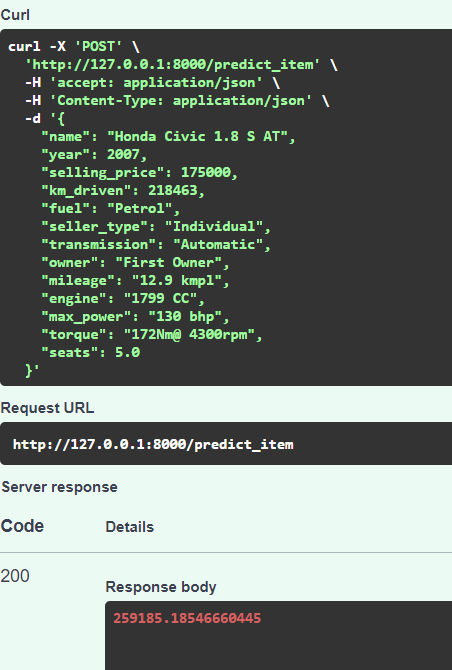 Curl
curl -X 'POST' \
'http://127.0.0.1:8000/predict_item' \
-H 'accept: application/json' \
-H 'Content-Type: application/json' \
-d '{
"name": "Honda Civic 1.8 S AT",
"year": 2007,
"selling_price": 175000,
"km_driven": 218463,
"fuel": "Petrol",
"seller_type": "Individual",
"transmission": "Automatic",
"owner": "First Owner",
"mileage": "12.9 kmpl",
"engine": "1799 CC",
"max_power": "130 bhp",
"torque": "172Nm@ 4300rpm",
"seats": 5.0
}'
Request URL
http://127.0.0.1:8000/predict_item
Server response
Code Details
200
Response body
259185.18546660445